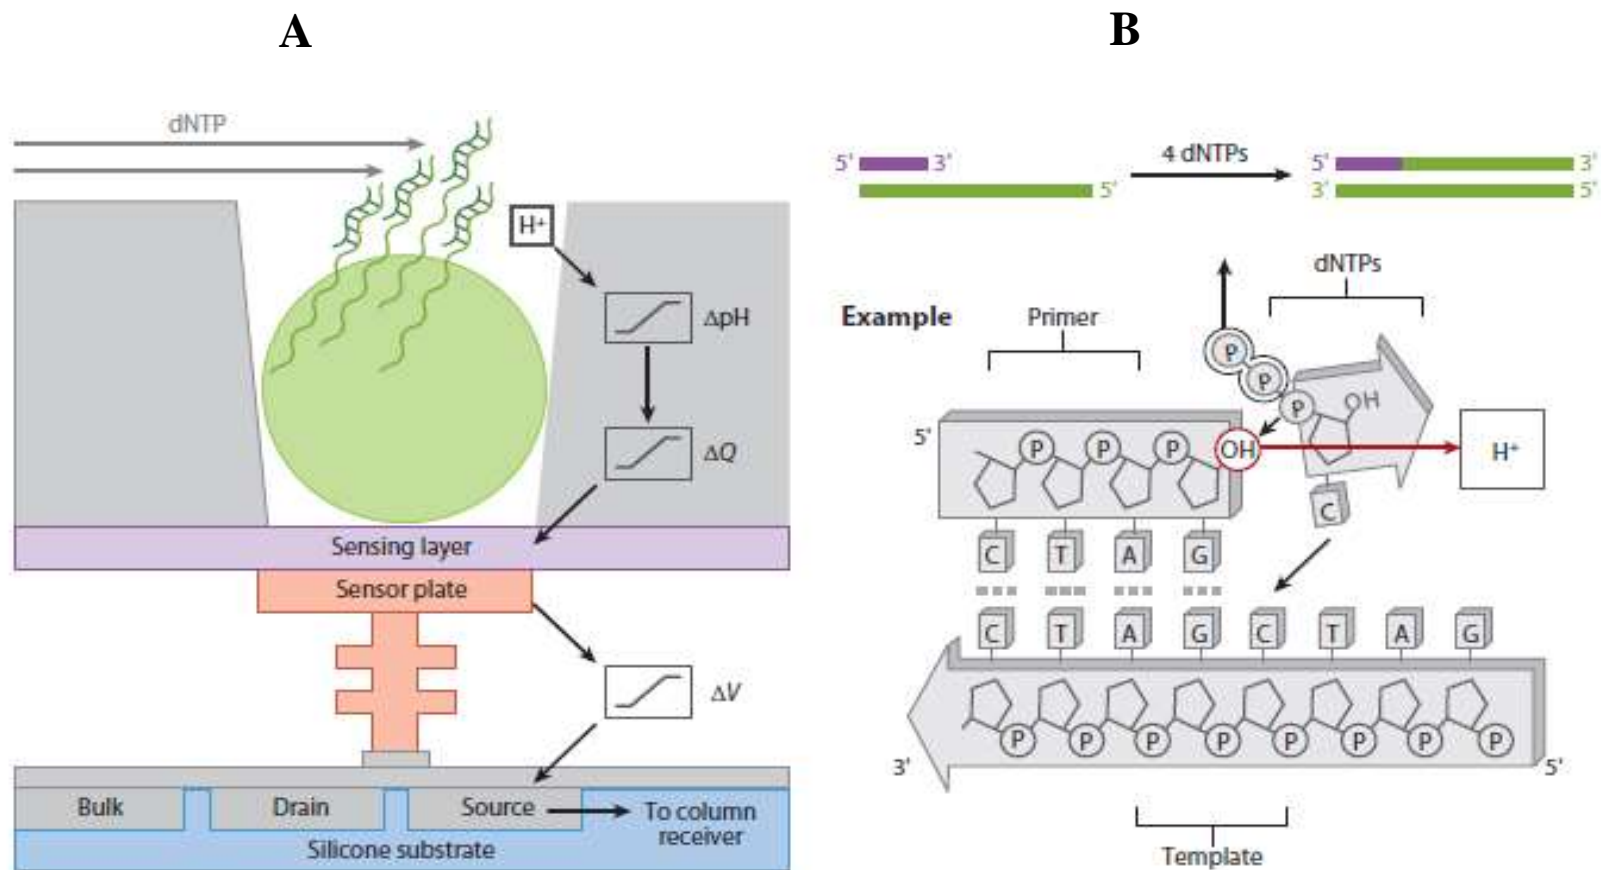 A
dNTP
H⁺
ΔpH
ΔQ
Sensing layer
Sensor plate
ΔV
Bulk
Drain
Source
To column
receiver
Silicone substrate
B
5' 3'
5'
4 dNTPs
5' 3'
3' 5'
dNTPs
Example
Primer
P
P
P
OH
5'
P P P OH H⁺
C
C T A G
C T A G C T A G
P P P P P P P P
3' 5'
Template